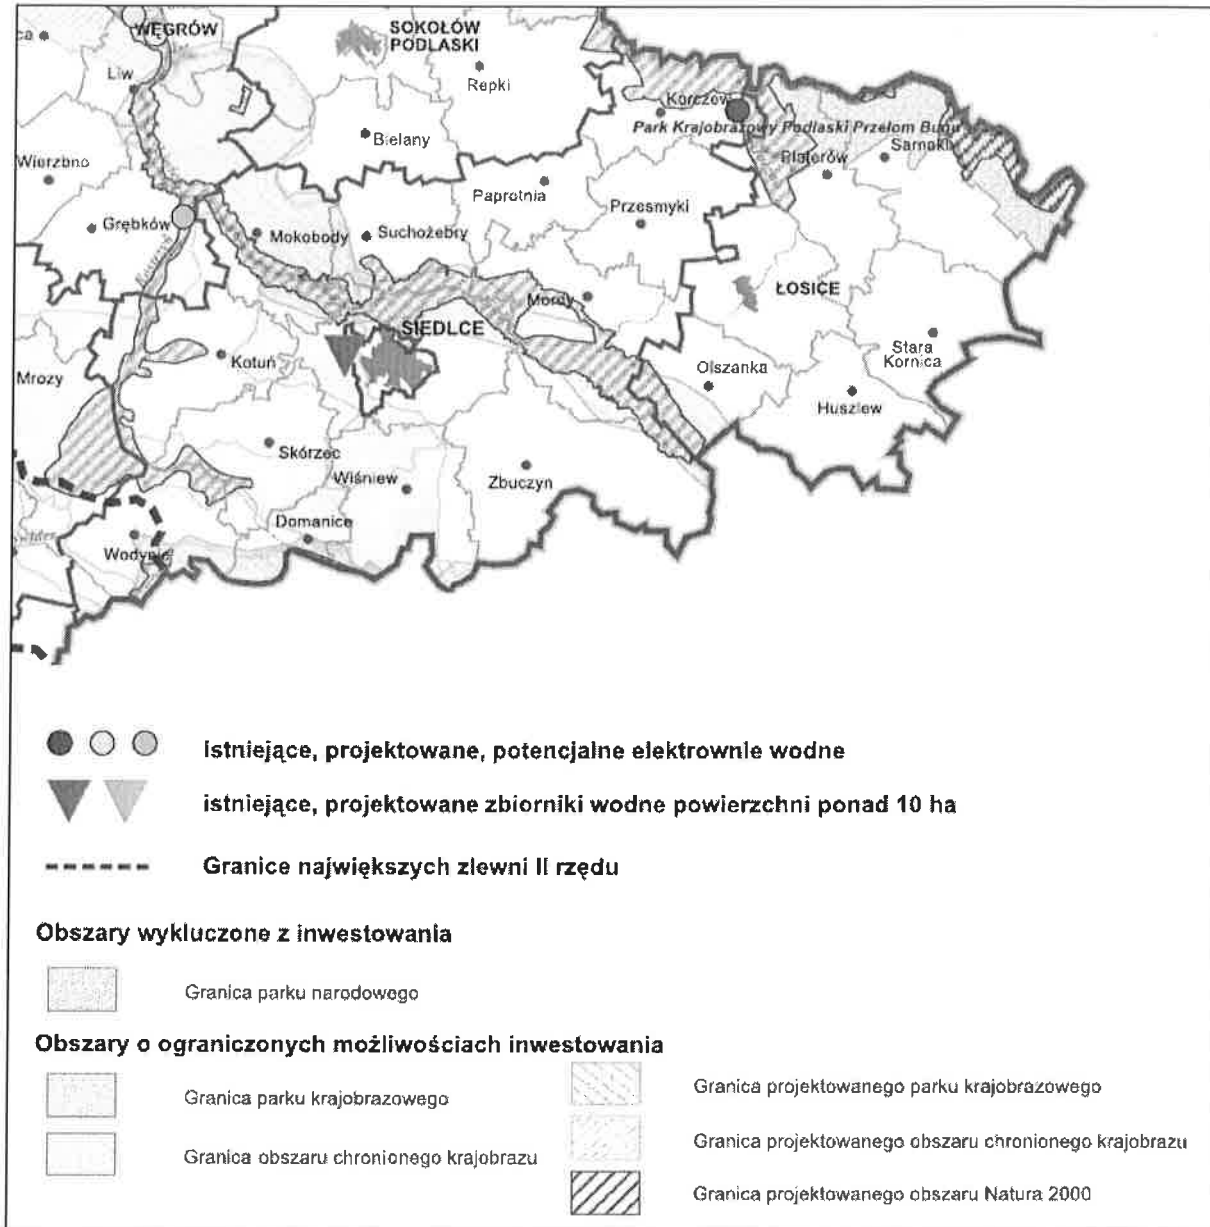 WĘGRÓW
SOKOŁÓW
PODLASKI
ca
Liw
Repki
Korczew
Park Krajobrazowy Podlaski Przełom Bugu
Bielany
Sarnaki
Platerów
Wierzbno
Paprotnia
Przesmyki
Grębków
Mokobody
Suchożebry
Kostrzyń
ŁOSICE
Mordy
SIEDLCE
Stara
Kornica
Kotuń
Olszanka
Mrozy
Huszlew
Skórzec
Wiśniew
Zbuczyn
Domanice
Wodynie
istniejące, projektowane, potencjalne elektrownie wodne
istniejące, projektowane zbiorniki wodne powierzchni ponad 10 ha
Granice największych zlewni II rzędu
Obszary wykluczone z inwestowania
Granica parku narodowego
Obszary o ograniczonych możliwościach inwestowania
Granica parku krajobrazowego
Granica projektowanego parku krajobrazowego
Granica obszaru chronionego krajobrazu
Granica projektowanego obszaru chronionego krajobrazu
Granica projektowanego obszaru Natura 2000